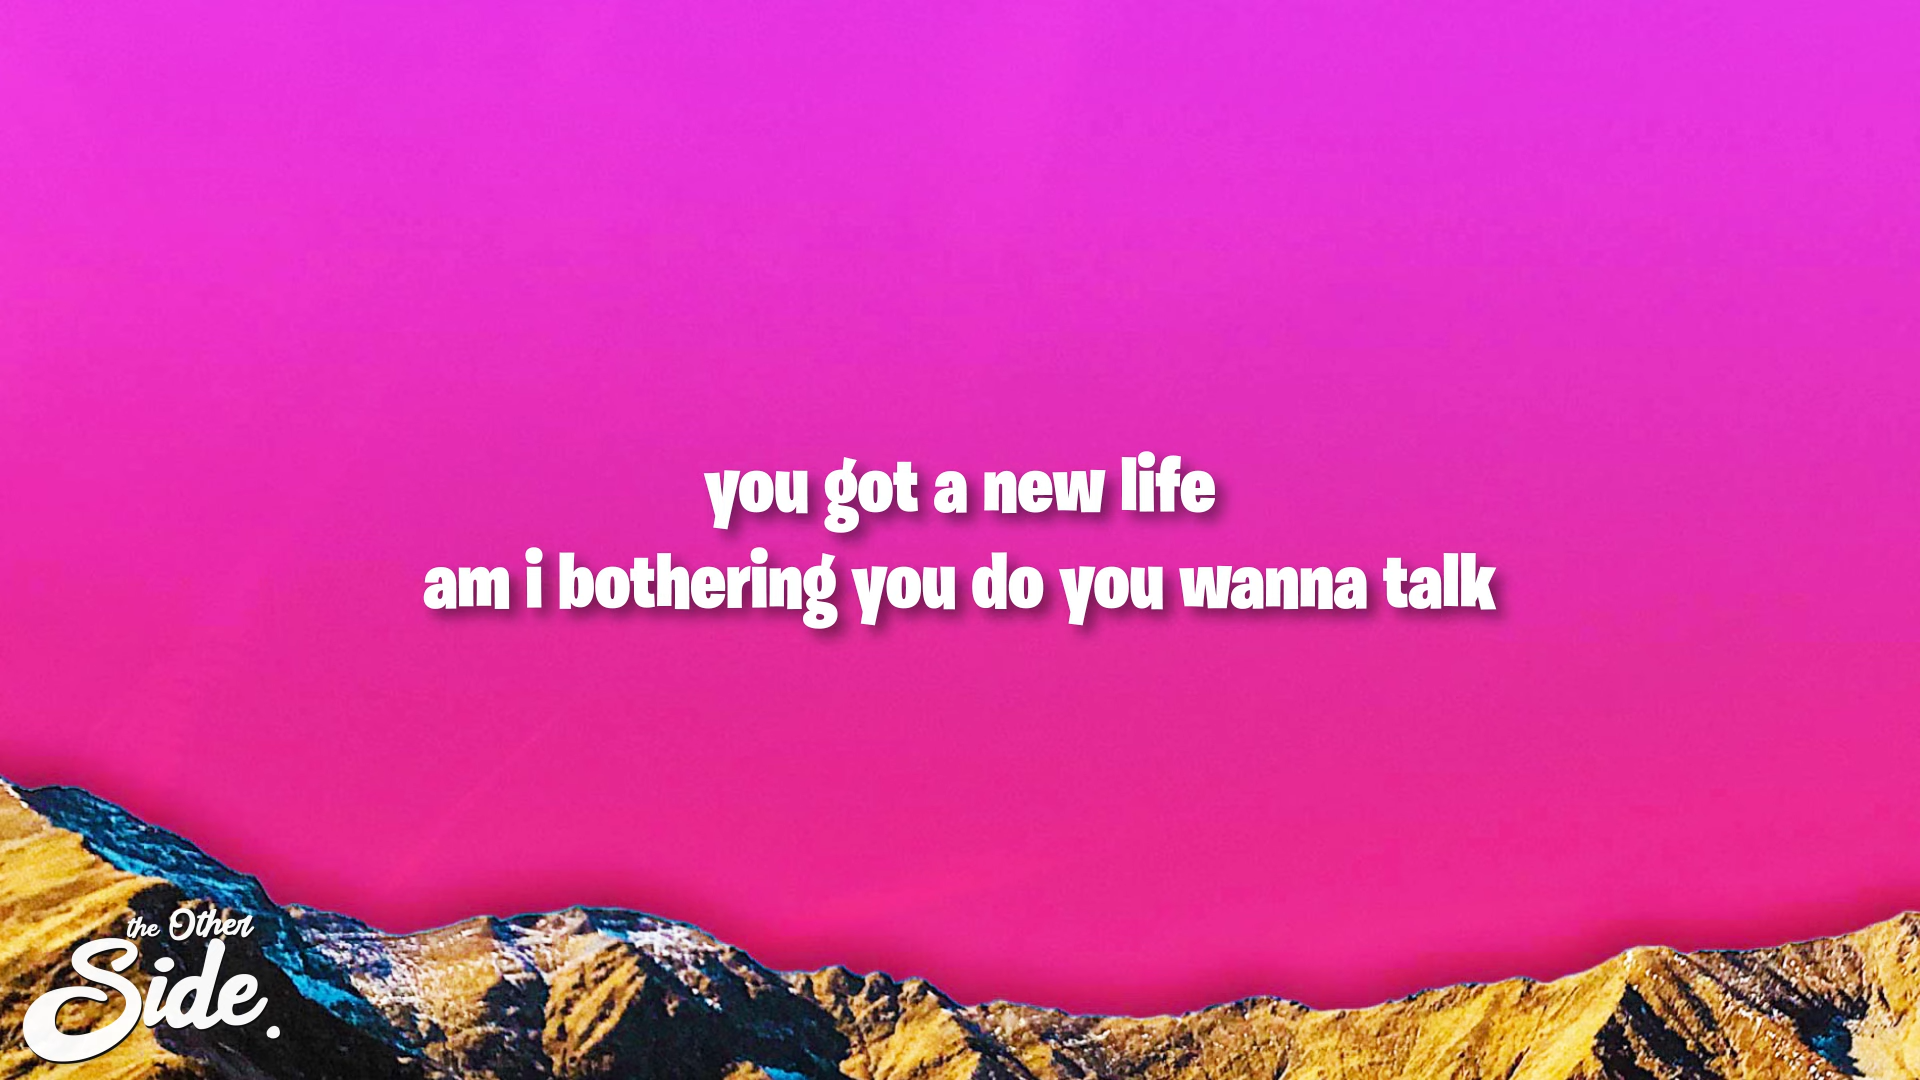 you got a new life
am i bothering you do you wanna talk
the Other
Side.